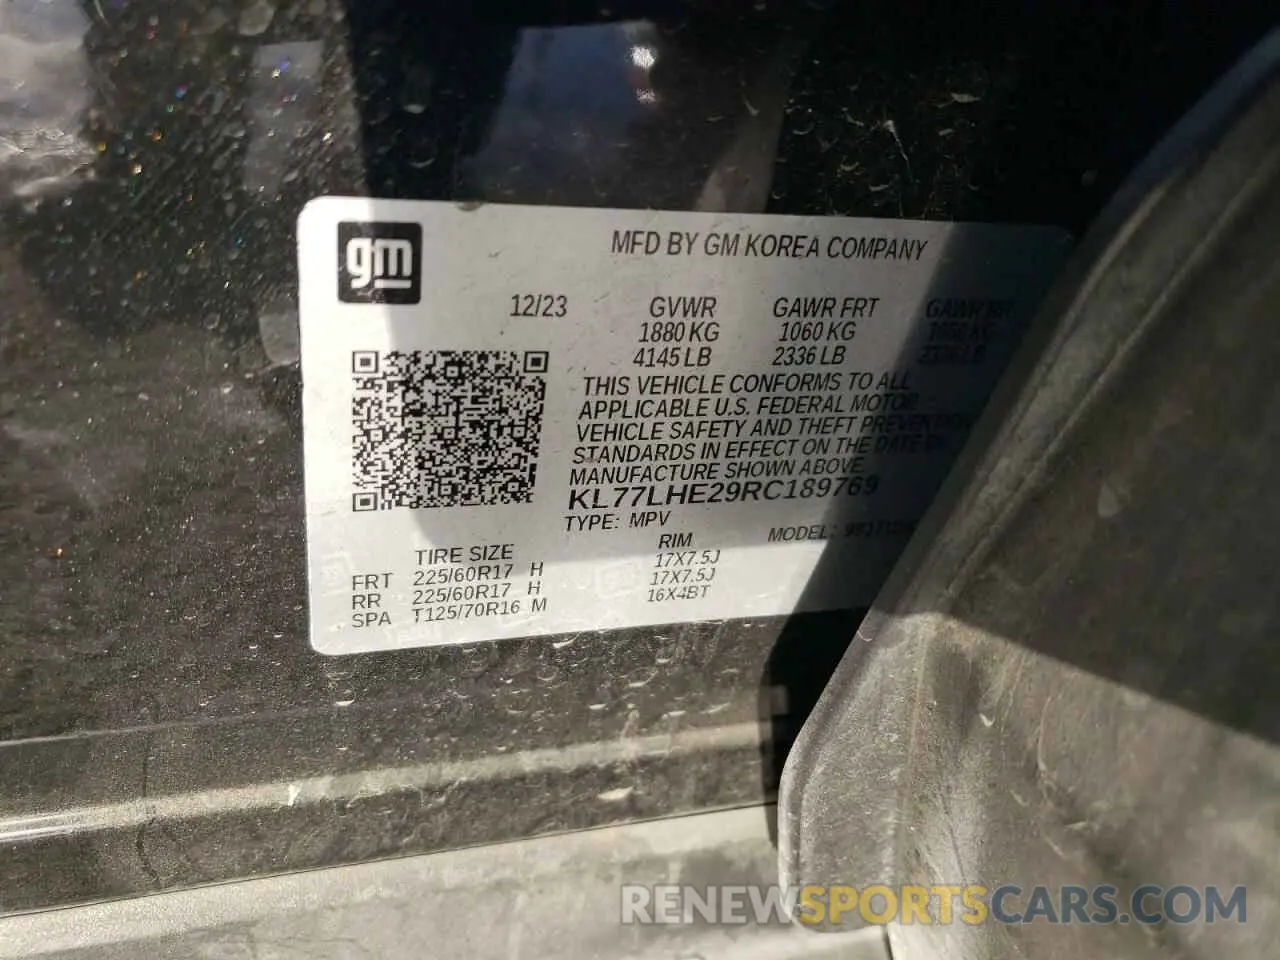 gm
MFD BY GM KOREA COMPANY
12/23 GVWR GAWR FRT GAWR RR
1880 KG 1060 KG
4145 LB 2336 LB
THIS VEHICLE CONFORMS TO ALL
APPLICABLE U.S. FEDERAL MOTOR
VEHICLE SAFETY AND THEFT PREVENTION
STANDARDS IN EFFECT ON THE DATE OF
MANUFACTURE SHOWN ABOVE
KL77LHE29RC189769
TYPE: MPV MODEL:
TIRE SIZE RIM
FRT 225/60R17 H 17X7.5J
RR 225/60R17 H 17X7.5J
SPA T125/70R16 M 16X4BT
RENEWSPORTSCARS.COM